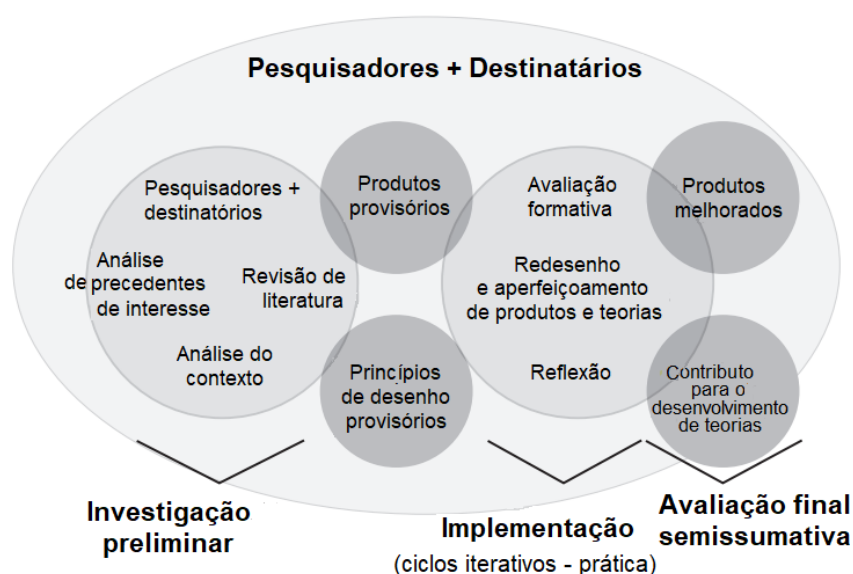 Pesquisadores + Destinatários
Pesquisadores +
destinatórios
Análise
de precedentes
de interesse
Revisão de
literatura
Análise do
contexto
Produtos
provisórios
Princípios
de desenho
provisórios
Avaliação
formativa
Redesenho
e aperfeiçoamento
de produtos e teorias
Reflexão
Produtos
melhorados
Contributo
para o
desenvolvimento
de teorias
Investigação
preliminar
Implementação
(ciclos iterativos - prática)
Avaliação final
semissumativa